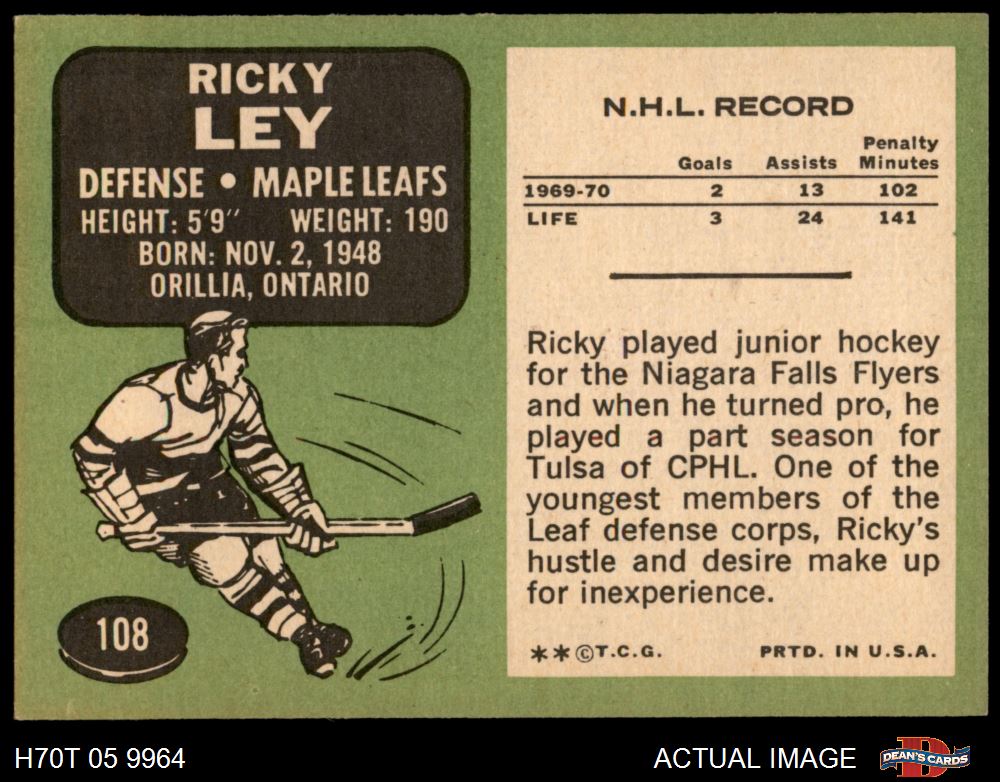 RICKY
LEY
DEFENSE • MAPLE LEAFS
HEIGHT: 5'9" WEIGHT: 190
BORN: NOV. 2, 1948
ORILLIA, ONTARIO
108
N.H.L. RECORD
Goals Assists Penalty Minutes
1969-70 2 13 102
LIFE 3 24 141
Ricky played junior hockey
for the Niagara Falls Flyers
and when he turned pro, he
played a part season for
Tulsa of CPHL. One of the
youngest members of the
Leaf defense corps, Ricky's
hustle and desire make up
for inexperience.
**©T.C.G. PRTD. IN U.S.A.
H70T 05 9964 ACTUAL IMAGE DEAN'S CARDS